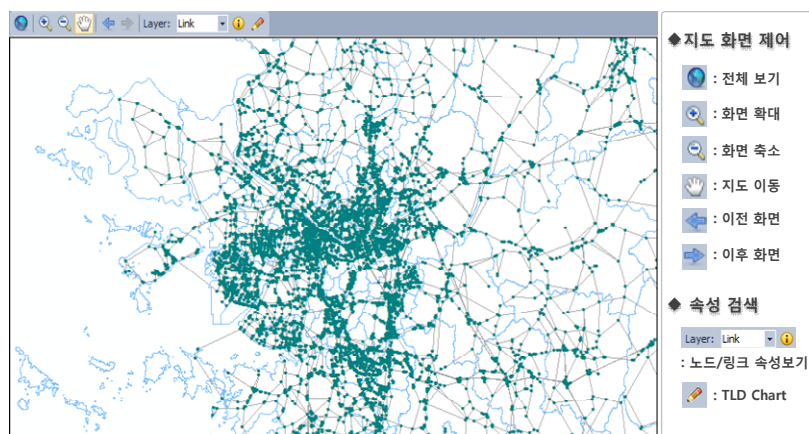 Layer: Link
◆지도 화면 제어
: 전체 보기
: 화면 확대
: 화면 축소
: 지도 이동
: 이전 화면
: 이후 화면
◆ 속성 검색
Layer: Link
: 노드/링크 속성보기
: TLD Chart